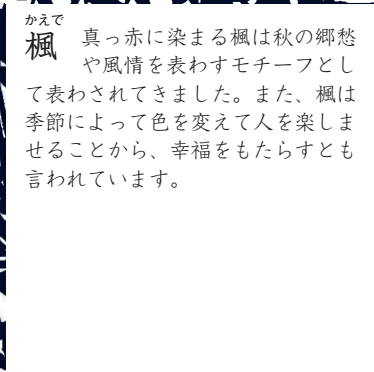 かえで
楓 真っ赤に染まる楓は秋の郷愁
や風情を表わすモチーフとし
て表わされてきました。また、楓は
季節によって色を変えて人を楽しま
せることから、幸福をもたらすとも
言われています。